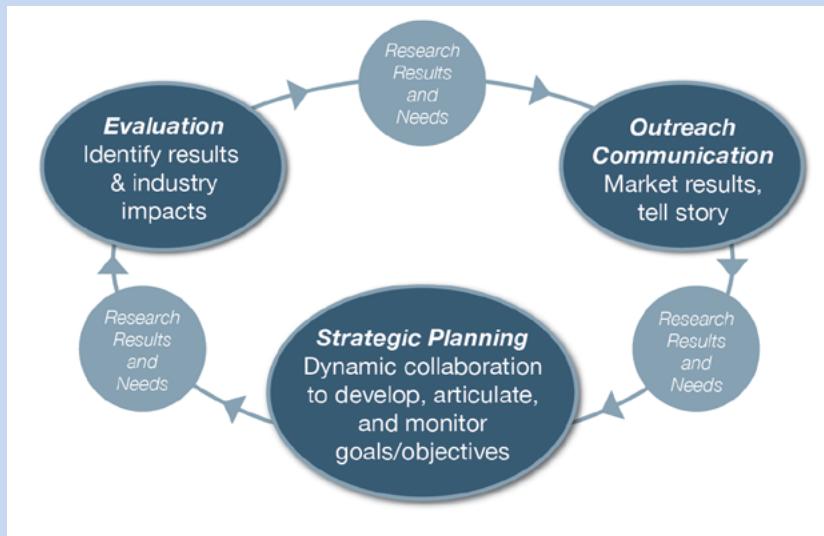 Research
Results
and
Needs
Evaluation
Identify results
& industry
impacts
Outreach
Communication
Market results,
tell story
Research
Results
and
Needs
Strategic Planning
Dynamic collaboration
to develop, articulate,
and monitor
goals/objectives
Research
Results
and
Needs